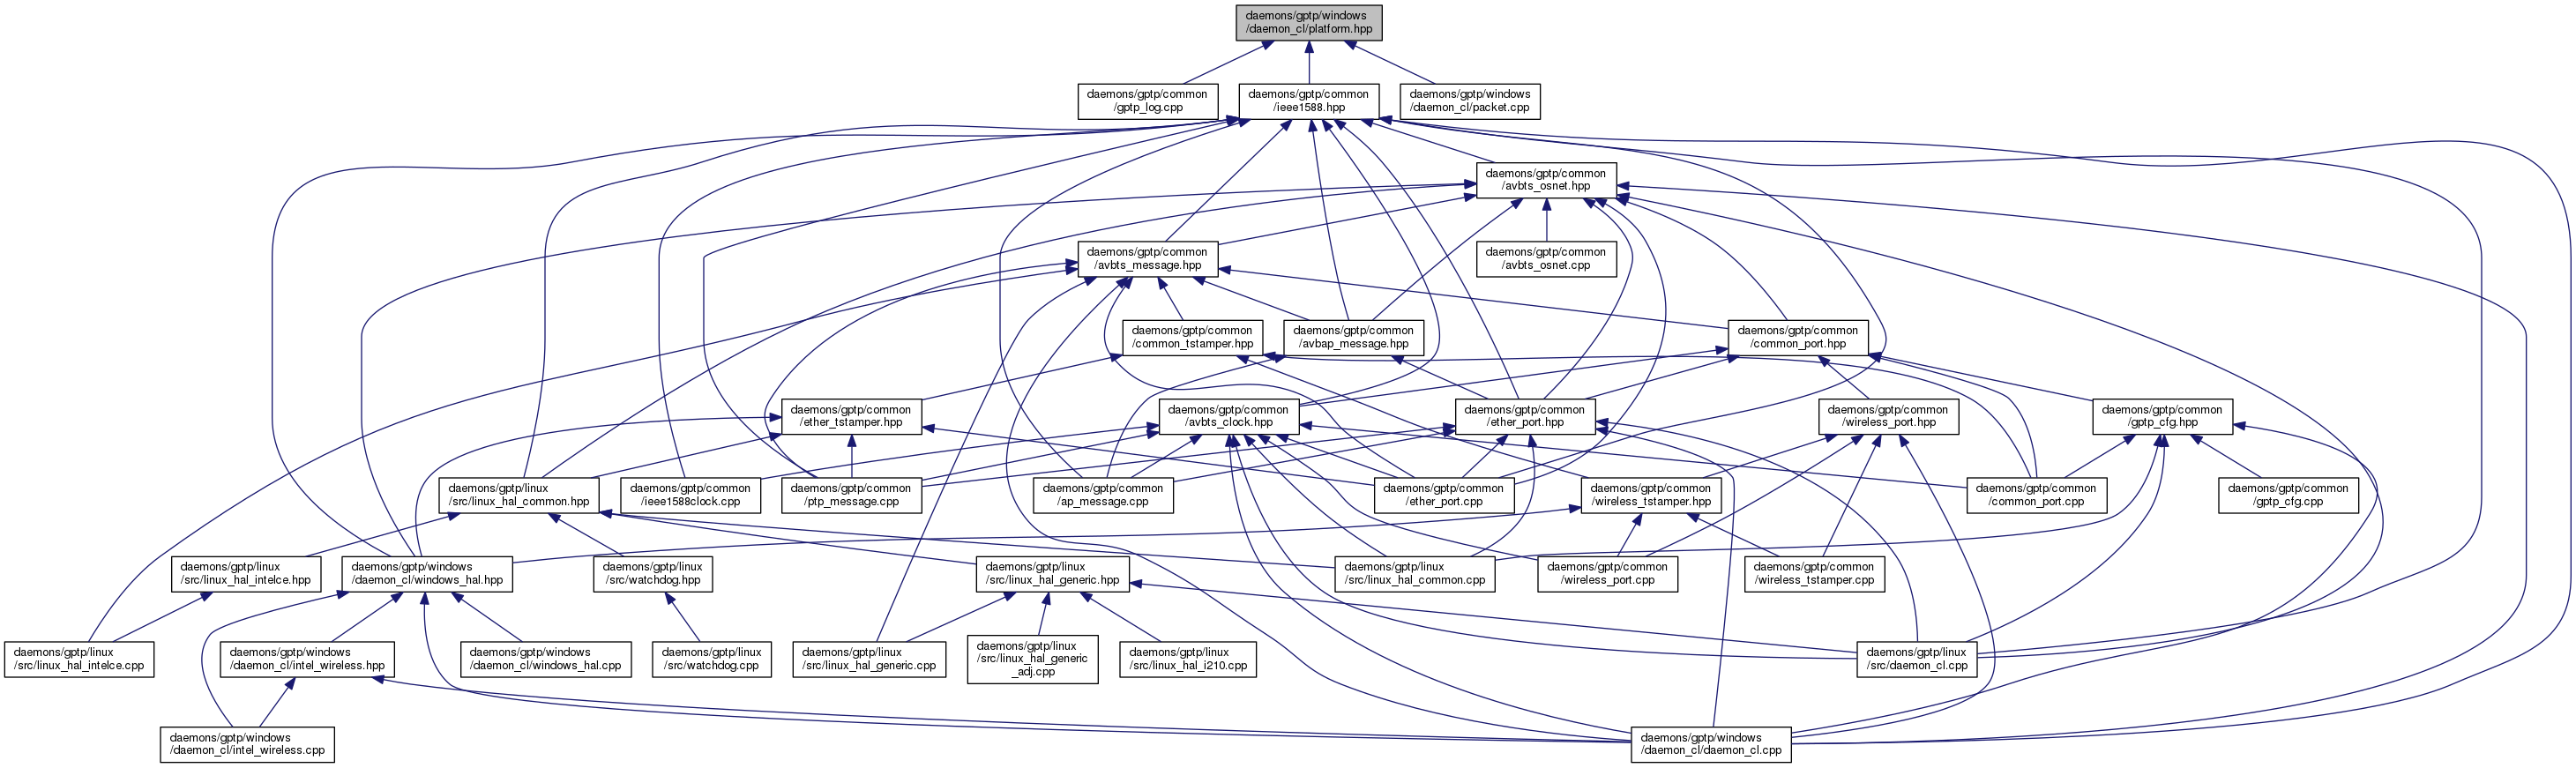 daemons/gptp/windows
/daemon_cl/platform.hpp
daemons/gptp/common
/gptp_log.cpp
daemons/gptp/common
/ieee1588.hpp
daemons/gptp/windows
/daemon_cl/packet.cpp
daemons/gptp/common
/avbts_osnet.hpp
daemons/gptp/common
/avbts_message.hpp
daemons/gptp/common
/avbts_osnet.cpp
daemons/gptp/common
/common_tstamper.hpp
daemons/gptp/common
/avbap_message.hpp
daemons/gptp/common
/common_port.hpp
daemons/gptp/common
/ether_tstamper.hpp
daemons/gptp/common
/avbts_clock.hpp
daemons/gptp/common
/ether_port.hpp
daemons/gptp/common
/wireless_port.hpp
daemons/gptp/common
/gptp_cfg.hpp
daemons/gptp/linux
/src/linux_hal_common.hpp
daemons/gptp/common
/ieee1588clock.cpp
daemons/gptp/common
/ptp_message.cpp
daemons/gptp/common
/ap_message.cpp
daemons/gptp/common
/ether_port.cpp
daemons/gptp/common
/wireless_tstamper.hpp
daemons/gptp/common
/common_port.cpp
daemons/gptp/common
/gptp_cfg.cpp
daemons/gptp/linux
/src/linux_hal_intelce.hpp
daemons/gptp/windows
/daemon_cl/windows_hal.hpp
daemons/gptp/linux
/src/watchdog.hpp
daemons/gptp/linux
/src/linux_hal_generic.hpp
daemons/gptp/linux
/src/linux_hal_common.cpp
daemons/gptp/common
/wireless_port.cpp
daemons/gptp/common
/wireless_tstamper.cpp
daemons/gptp/linux
/src/linux_hal_intelce.cpp
daemons/gptp/windows
/daemon_cl/intel_wireless.hpp
daemons/gptp/windows
/daemon_cl/windows_hal.cpp
daemons/gptp/linux
/src/watchdog.cpp
daemons/gptp/linux
/src/linux_hal_generic.cpp
daemons/gptp/linux
/src/linux_hal_generic
_adj.cpp
daemons/gptp/linux
/src/linux_hal_i210.cpp
daemons/gptp/linux
/src/daemon_cl.cpp
daemons/gptp/windows
/daemon_cl/intel_wireless.cpp
daemons/gptp/windows
/daemon_cl/daemon_cl.cpp